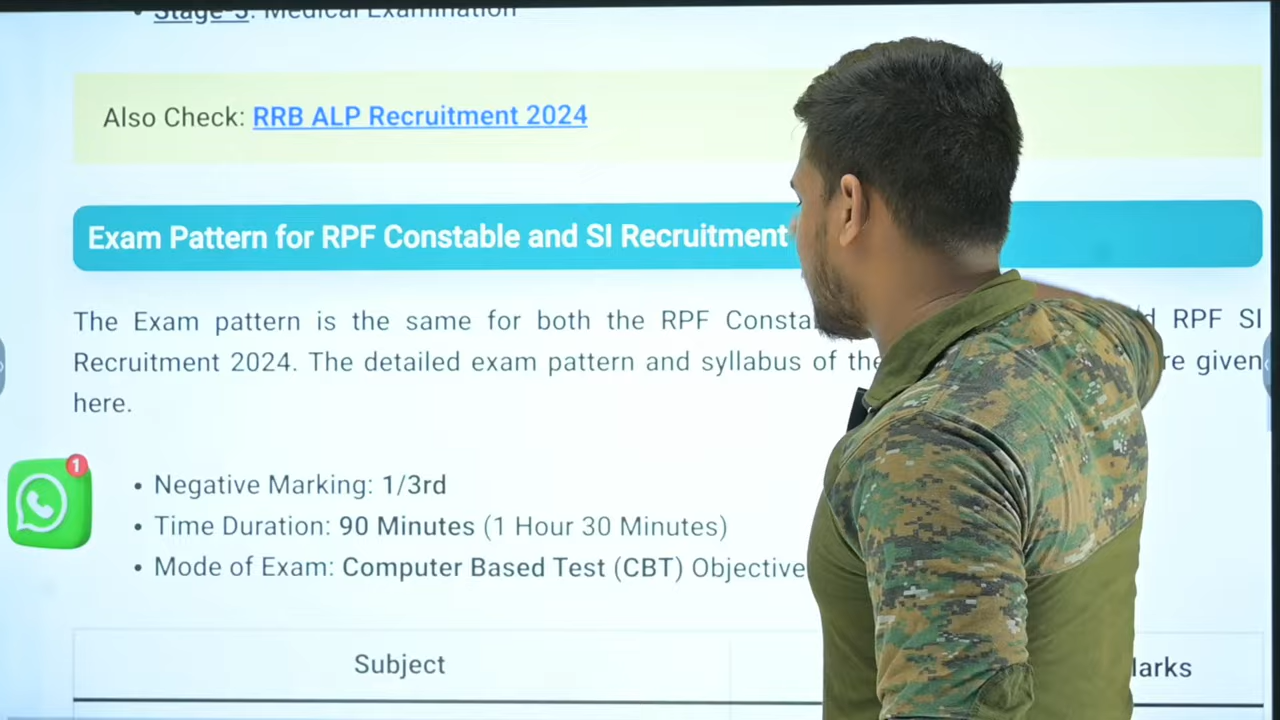 • Stage-3: Medical Examination
Also Check: RRB ALP Recruitment 2024
Exam Pattern for RPF Constable and SI Recruitment
The Exam pattern is the same for both the RPF RPF SI
Recruitment 2024. The detailed exam pattern and syllabus of the given
here.
1
• Negative Marking: 1/3rd
• Time Duration: 90 Minutes (1 Hour 30 Minutes)
• Mode of Exam: Computer Based Test (CBT) Objective
Subject